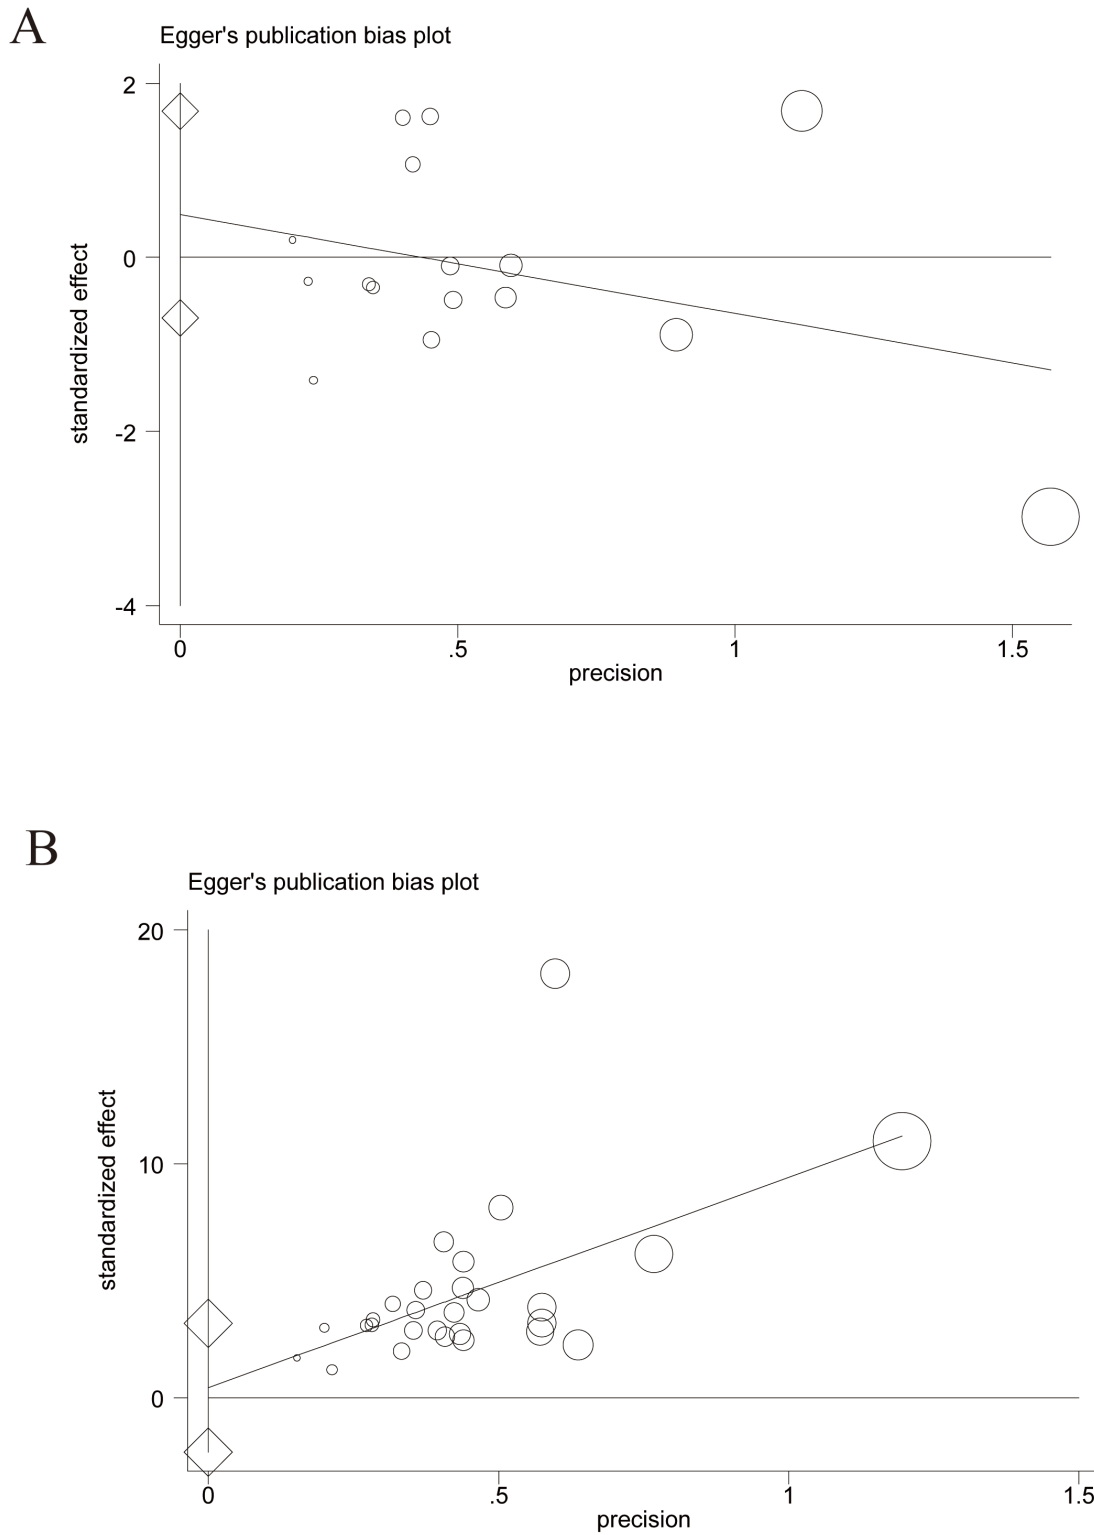 A
Egger's publication bias plot
2
0
-2
-4
standardized effect
0 .5 1 1.5
precision
B
Egger's publication bias plot
20
10
0
standardized effect
0 .5 1 1.5
precision